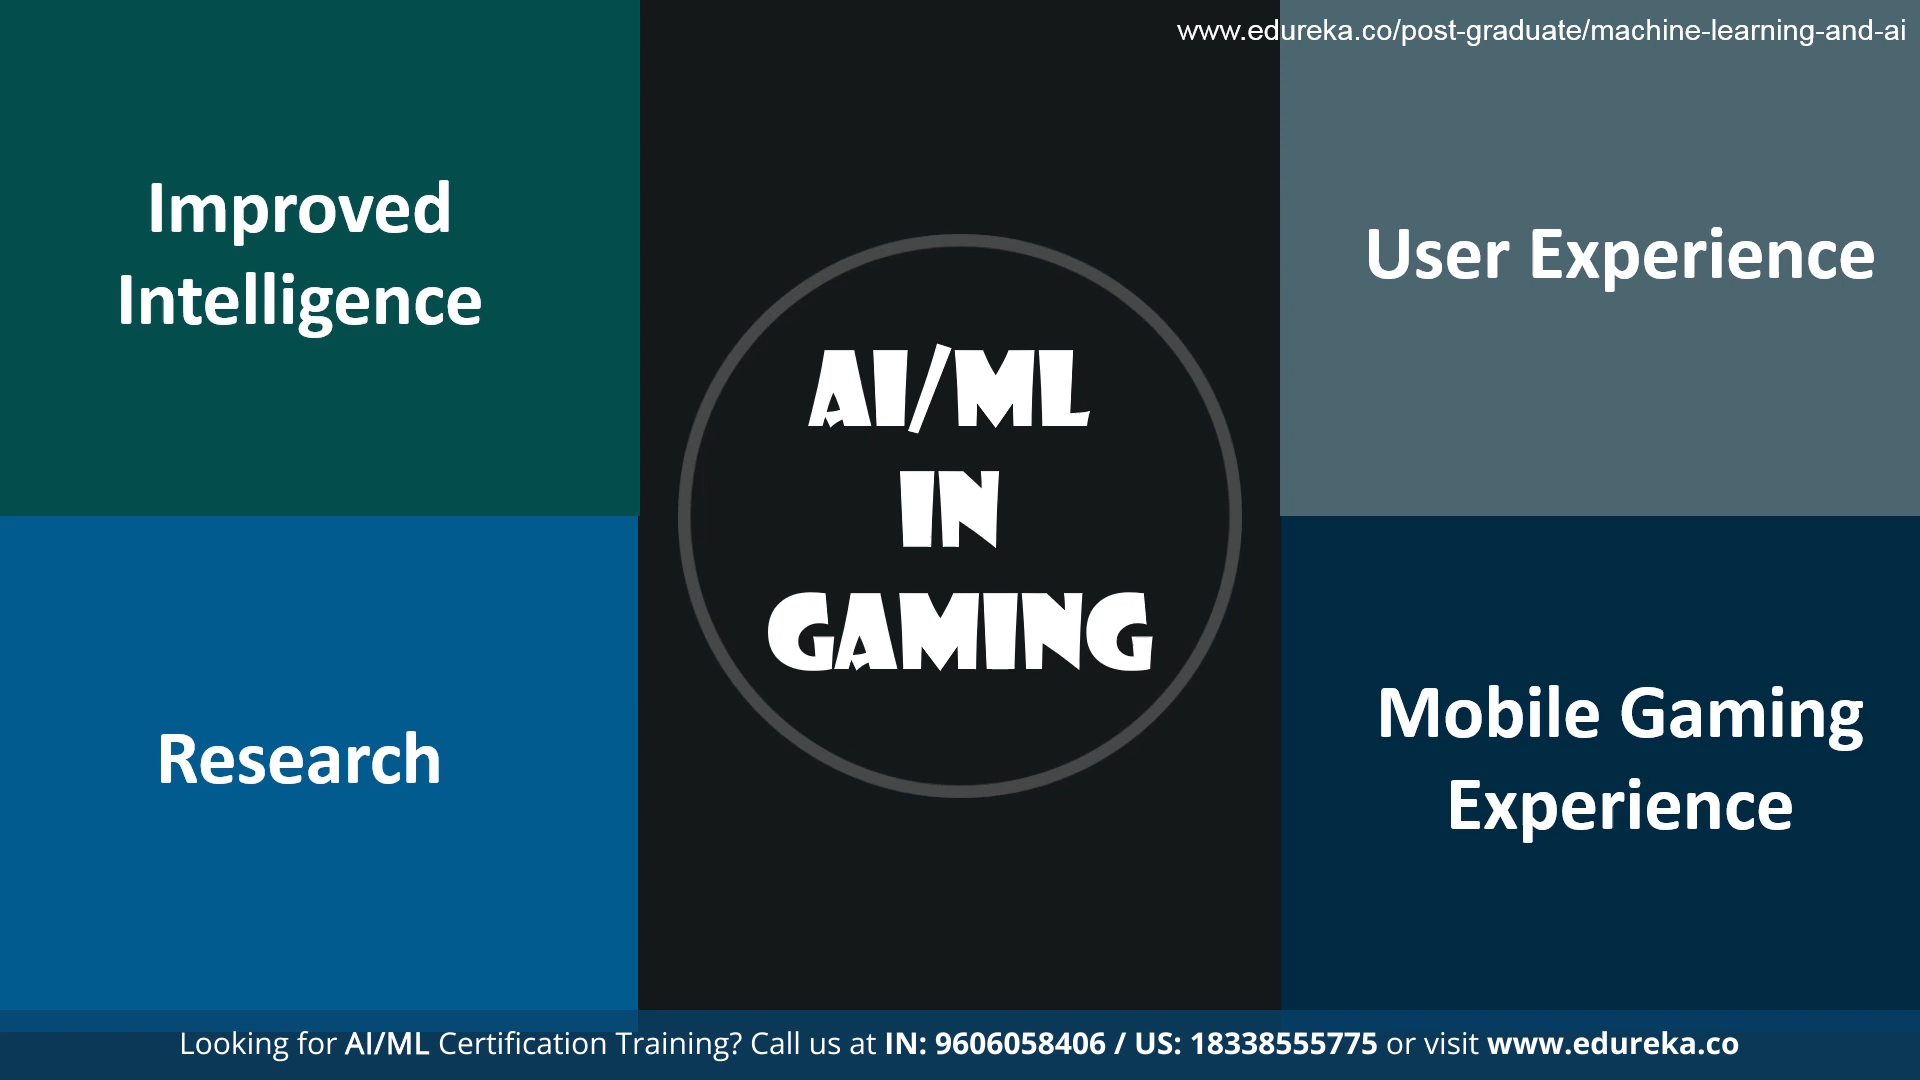 www.edureka.co/post-graduate/machine-learning-and-ai
Improved
Intelligence
User Experience
AI/ML
IN
GAMING
Research
Mobile Gaming
Experience
Looking for AI/ML Certification Training? Call us at IN: 9606058406 / US: 18338555775 or visit www.edureka.co